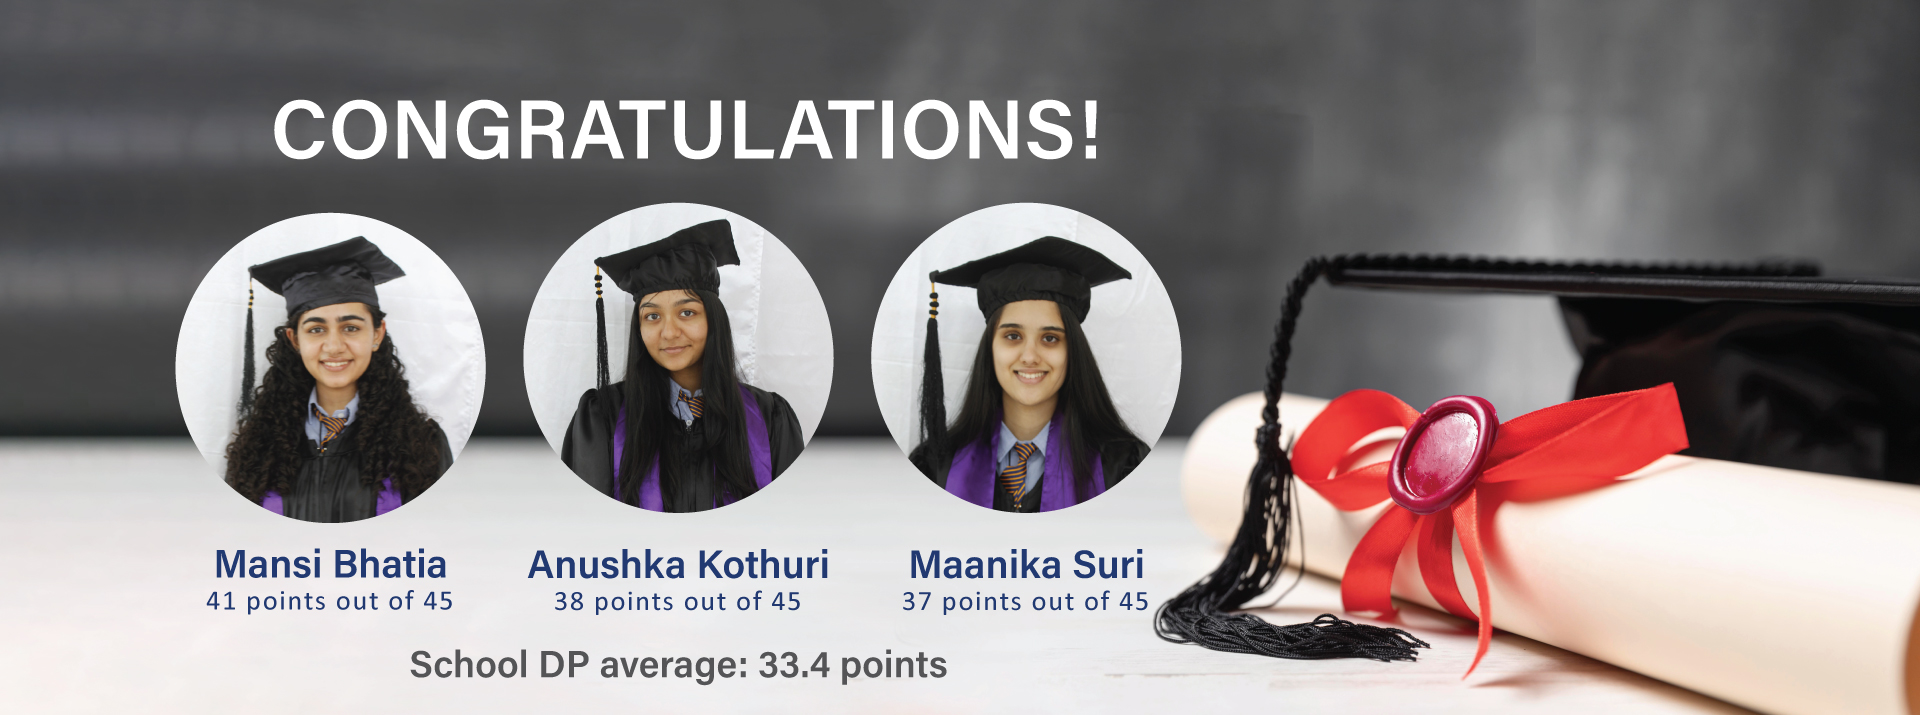 CONGRATULATIONS!
Mansi Bhatia
41 points out of 45
Anushka Kothuri
38 points out of 45
Maanika Suri
37 points out of 45
School DP average: 33.4 points